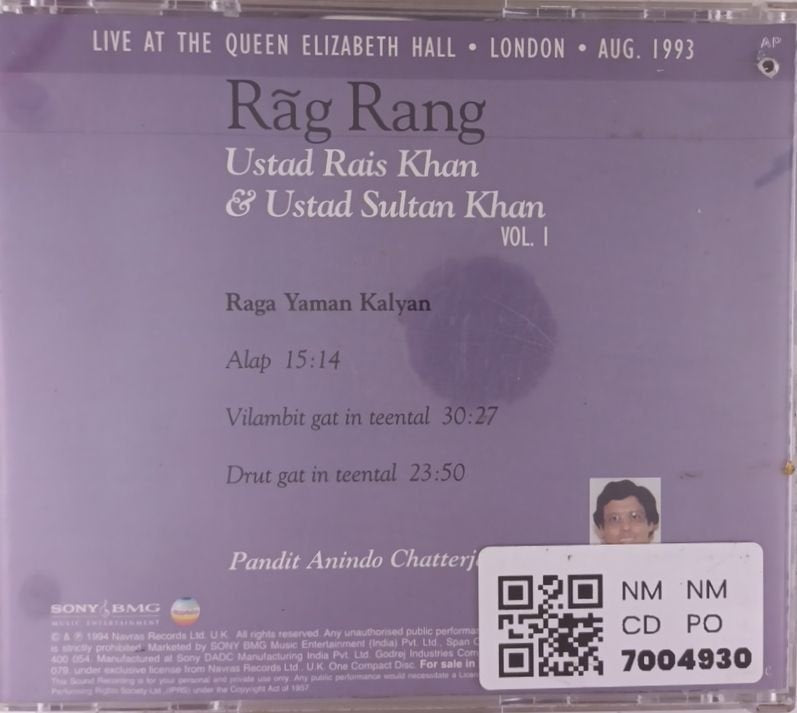 LIVE AT THE QUEEN ELIZABETH HALL • LONDON • AUG. 1993
AP
Rãg Rang
Ustad Rais Khan
& Ustad Sultan Khan
VOL. I
Raga Yaman Kalyan
Alap 15:14
Vilambit gat in teental 30:27
Drut gat in teental 23:50
Pandit Anindo
SONY BMG
MUSIC ENTERTAINMENT
© & ℗ 1994 Navras Records Ltd. U.K All rights reserved. Any unauthorised public
is strictly prohibited. Marketed by SONY BMG Music Entertainment (India) Pvt. Ltd.,
400 054. Manufactured at Sony DADC Manufacturing India Pvt. Ltd. Godrej Industries
079. under exclusive license from Navras Records Ltd., U.K. One Compact Disc. For sale in
This Sound Recording is for your personal and private use only. Any public performance would necessitate a
Performing Rights Society Ltd., (IPRS) under the Copyright Act of 1957
NM NM
CD PO
7004930